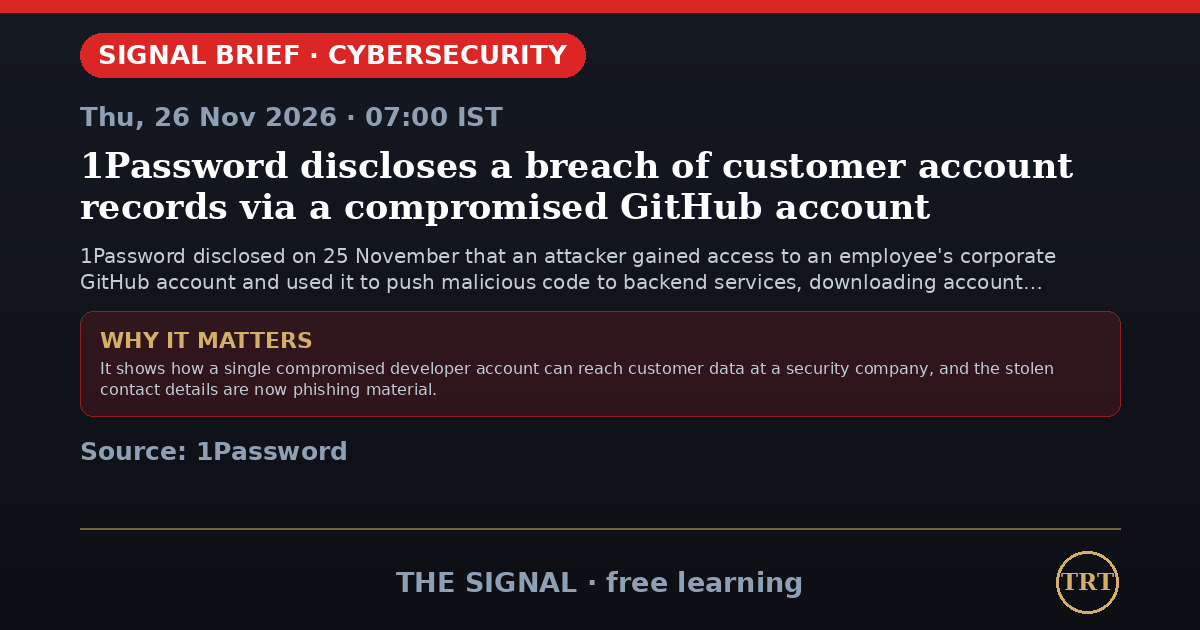 SIGNAL BRIEF · CYBERSECURITY
Thu, 26 Nov 2026 · 07:00 IST
1Password discloses a breach of customer account
records via a compromised GitHub account
1Password disclosed on 25 November that an attacker gained access to an employee's corporate
GitHub account and used it to push malicious code to backend services, downloading account...
WHY IT MATTERS
It shows how a single compromised developer account can reach customer data at a security company, and the stolen
contact details are now phishing material.
Source: 1Password
THE SIGNAL · free learning
TRT